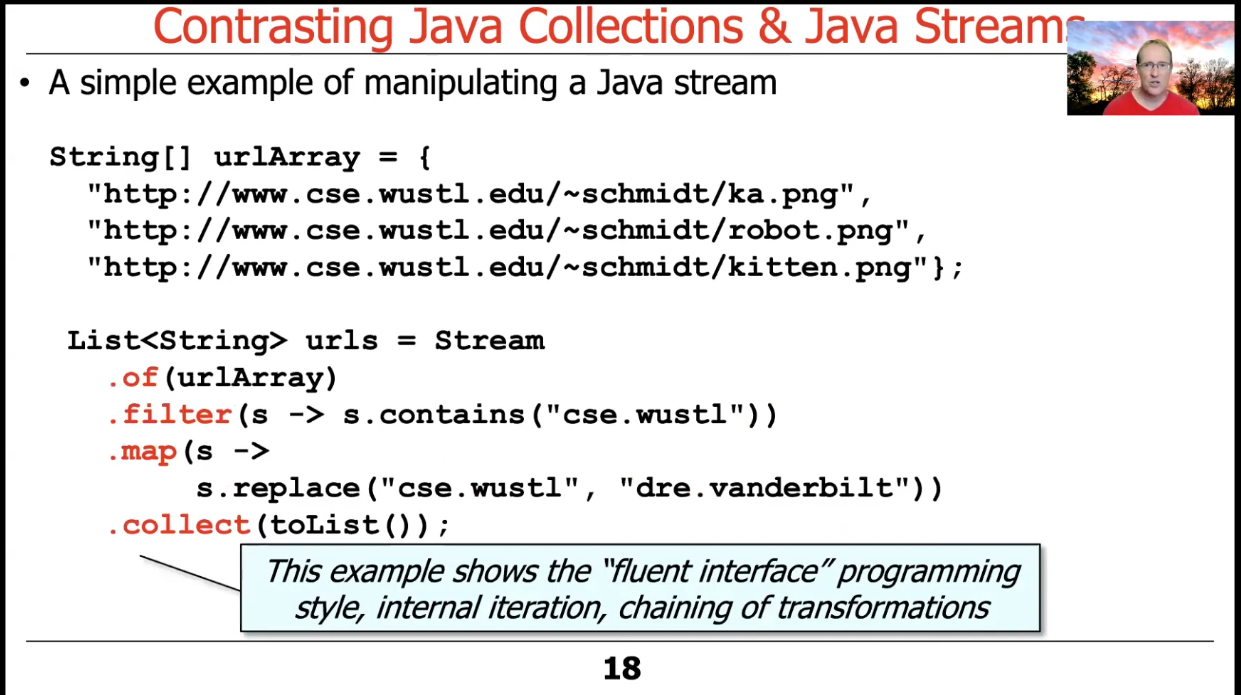 Contrasting Java Collections & Java Streams
• A simple example of manipulating a Java stream
String[] urlArray = {
"http://www.cse.wustl.edu/~schmidt/ka.png",
"http://www.cse.wustl.edu/~schmidt/robot.png",
"http://www.cse.wustl.edu/~schmidt/kitten.png"};
List<String> urls = Stream
.of(urlArray)
.filter(s -> s.contains("cse.wustl"))
.map(s ->
s.replace("cse.wustl", "dre.vanderbilt"))
.collect(toList());
This example shows the “fluent interface” programming
style, internal iteration, chaining of transformations
18